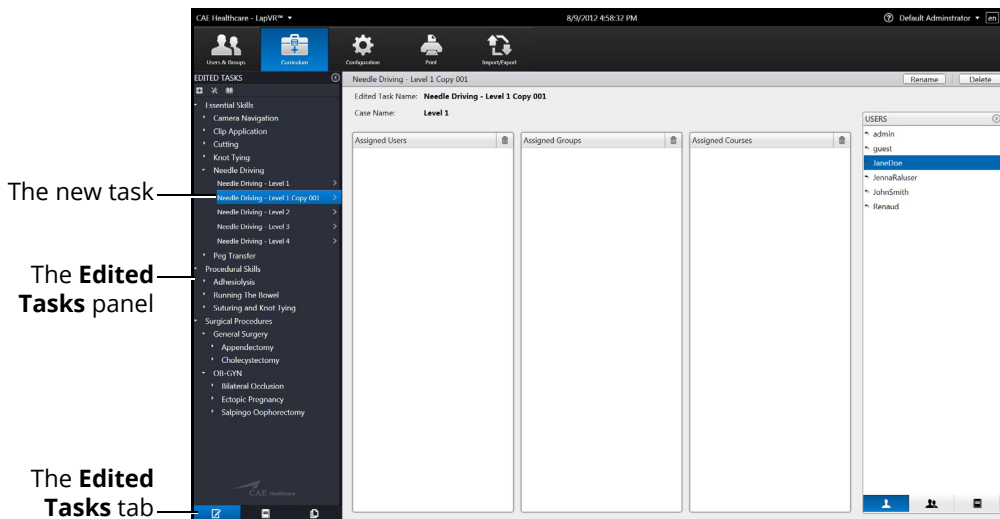 CAE Healthcare - LapVR™
8/9/2012 4:58:32 PM
Default Adminstrator
en
Users & Groups
Curriculum
Configuration
Print
Import/Export
EDITED TASKS
Essential Skills
Camera Navigation
Clip Application
Cutting
Knot Tying
Needle Driving
Needle Driving - Level 1
Needle Driving - Level 1 Copy 001
Needle Driving - Level 2
Needle Driving - Level 3
Needle Driving - Level 4
Peg Transfer
Procedural Skills
Adhesiolysis
Running The Bowel
Suturing and Knot Tying
Surgical Procedures
General Surgery
Appendectomy
Cholecystectomy
OB-GYN
Bilateral Occlusion
Ectopic Pregnancy
Salpingo Oophorectomy
CAE Healthcare
Needle Driving - Level 1 Copy 001
Rename
Delete
Edited Task Name: Needle Driving - Level 1 Copy 001
Case Name: Level 1
Assigned Users
Assigned Groups
Assigned Courses
USERS
admin
guest
JaneDoe
JennaRaluser
JohnSmith
Renaud
The new task
The Edited
Tasks panel
The Edited
Tasks tab